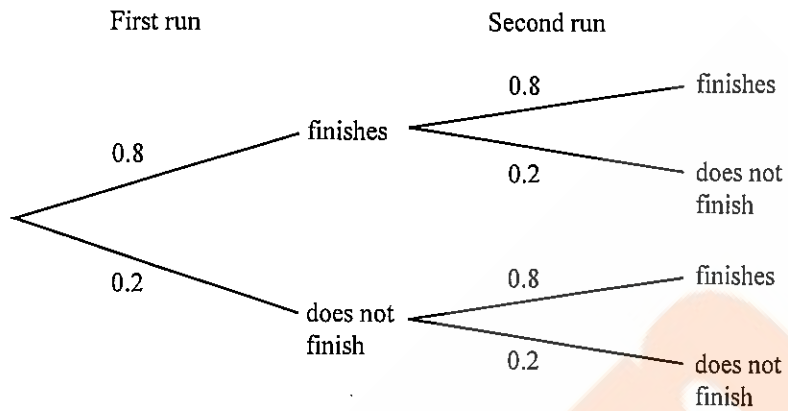 First run
Second run
0.8
finishes
0.8
finishes
0.2
does not
finish
0.2
does not
finish
0.8
finishes
0.2
does not
finish